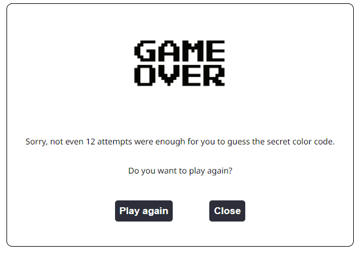 GAME
OVER
Sorry, not even 12 attempts were enough for you to guess the secret color code.
Do you want to play again?
Play again
Close